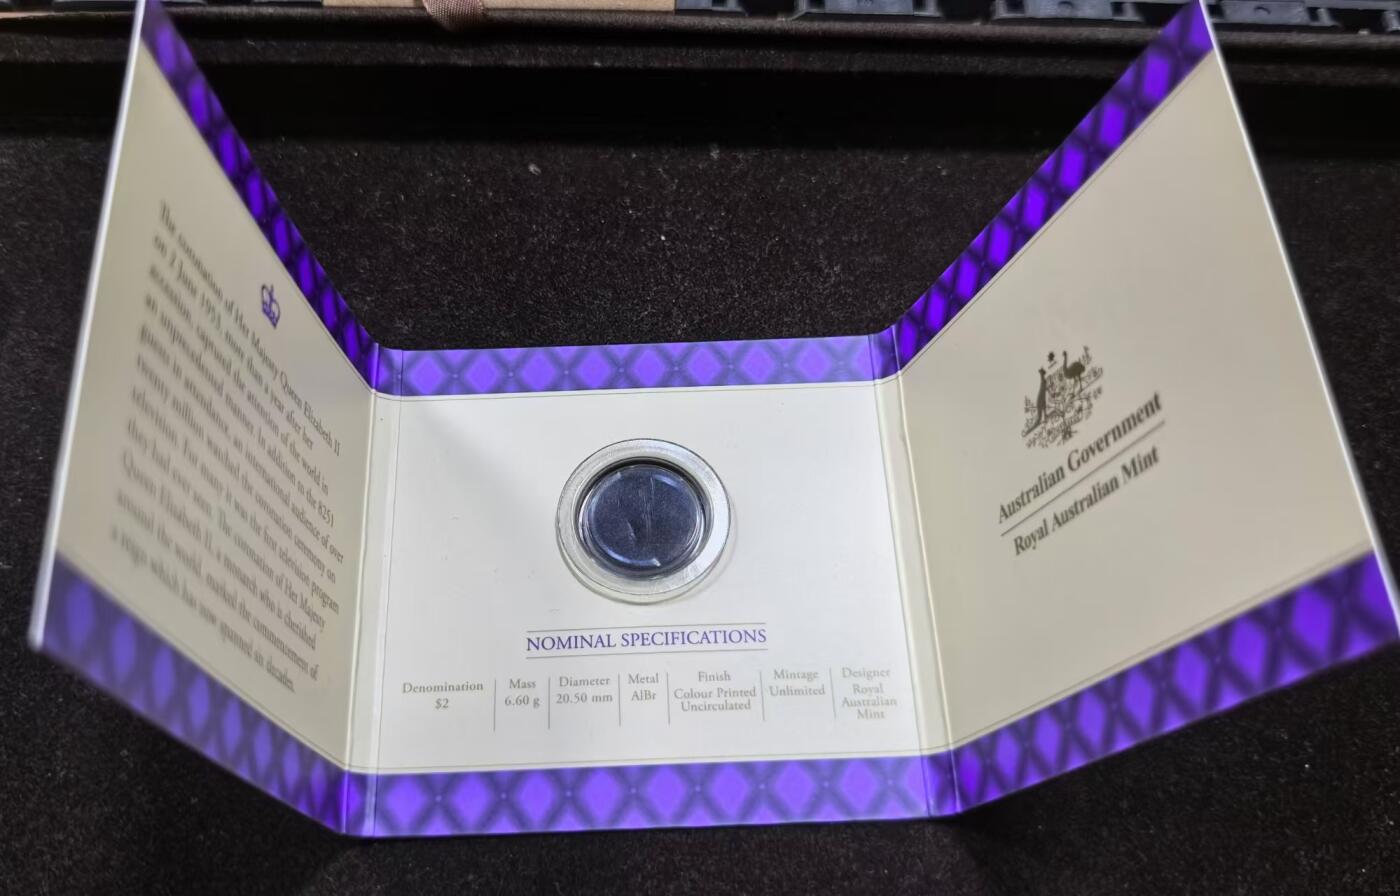 The coronation of Her Majesty Queen Elizabeth II
on 2 June 1953, more than a year after her
accession, captured the attention of the world in
an unprecedented manner. In addition to the 8251
guests in attendance, an international audience of over
twenty million watched the coronation ceremony on
television. For many it was the first television program
they had ever seen. The coronation of Her Majesty
Queen Elizabeth II, a monarch who is cherished
around the world, marked the commencement of
a reign which has now spanned six decades.
NOMINAL SPECIFICATIONS
Denomination
$2
Mass
6.60 g
Diameter
20.50 mm
Metal
AlBr
Finish
Colour Printed
Uncirculated
Mintage
Unlimited
Designer
Royal
Australian
Mint
Australian Government
Royal Australian Mint